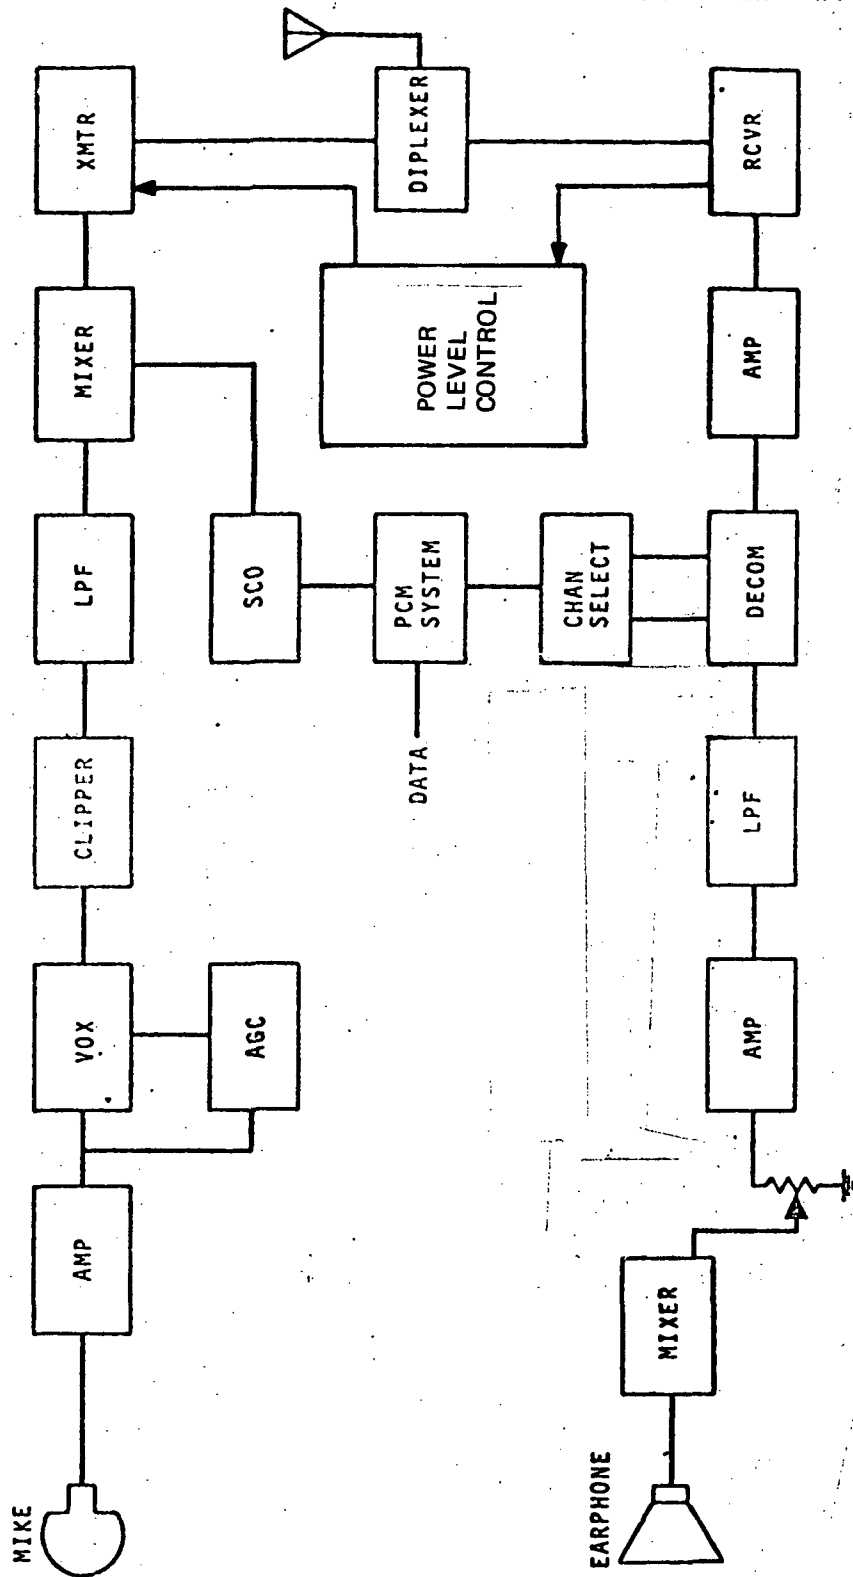 MIKE
AMP
VOX
CLIPPER
LPF
MIXER
XMTR
AGC
SCO
PCM
SYSTEM
DATA
CHAN
SELECT
POWER
LEVEL
CONTROL
DIPLEXER
EARPHONE
MIXER
AMP
LPF
DECOM
AMP
RCVR